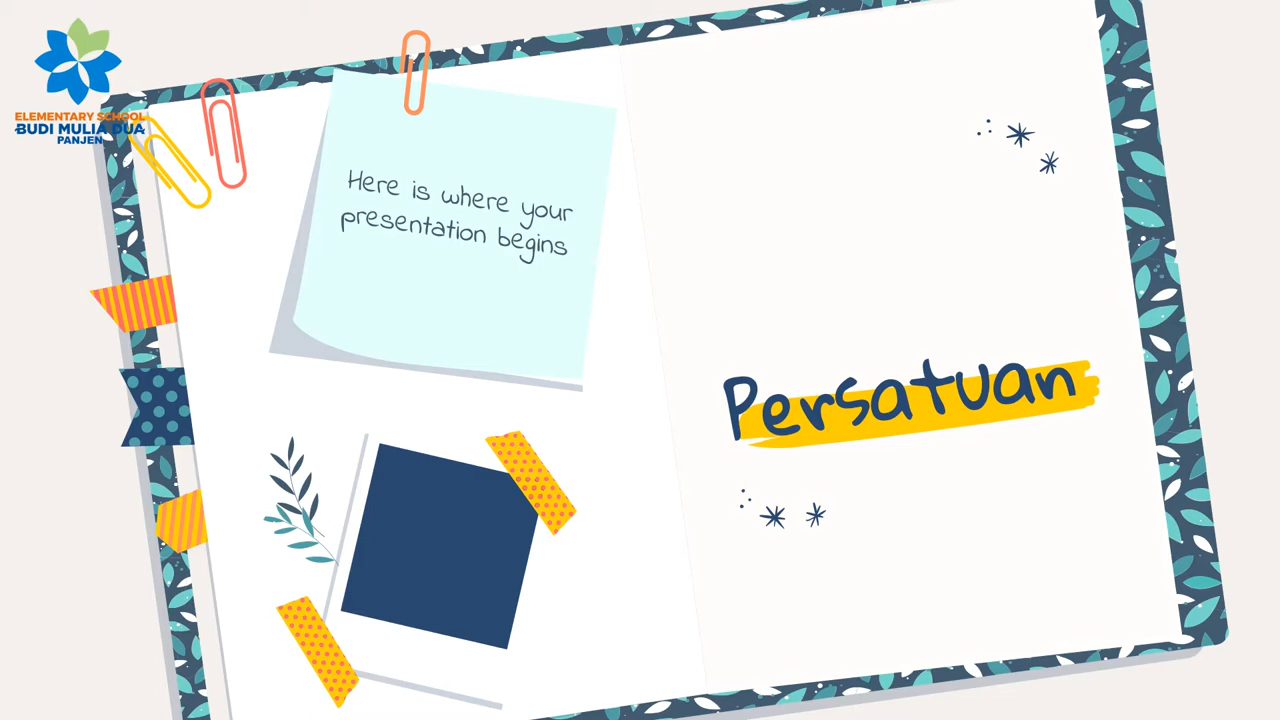 ELEMENTARY SCHOOL
BUDI MULIA DUA
PANJEN
Here is where your
presentation begins
Persatuan